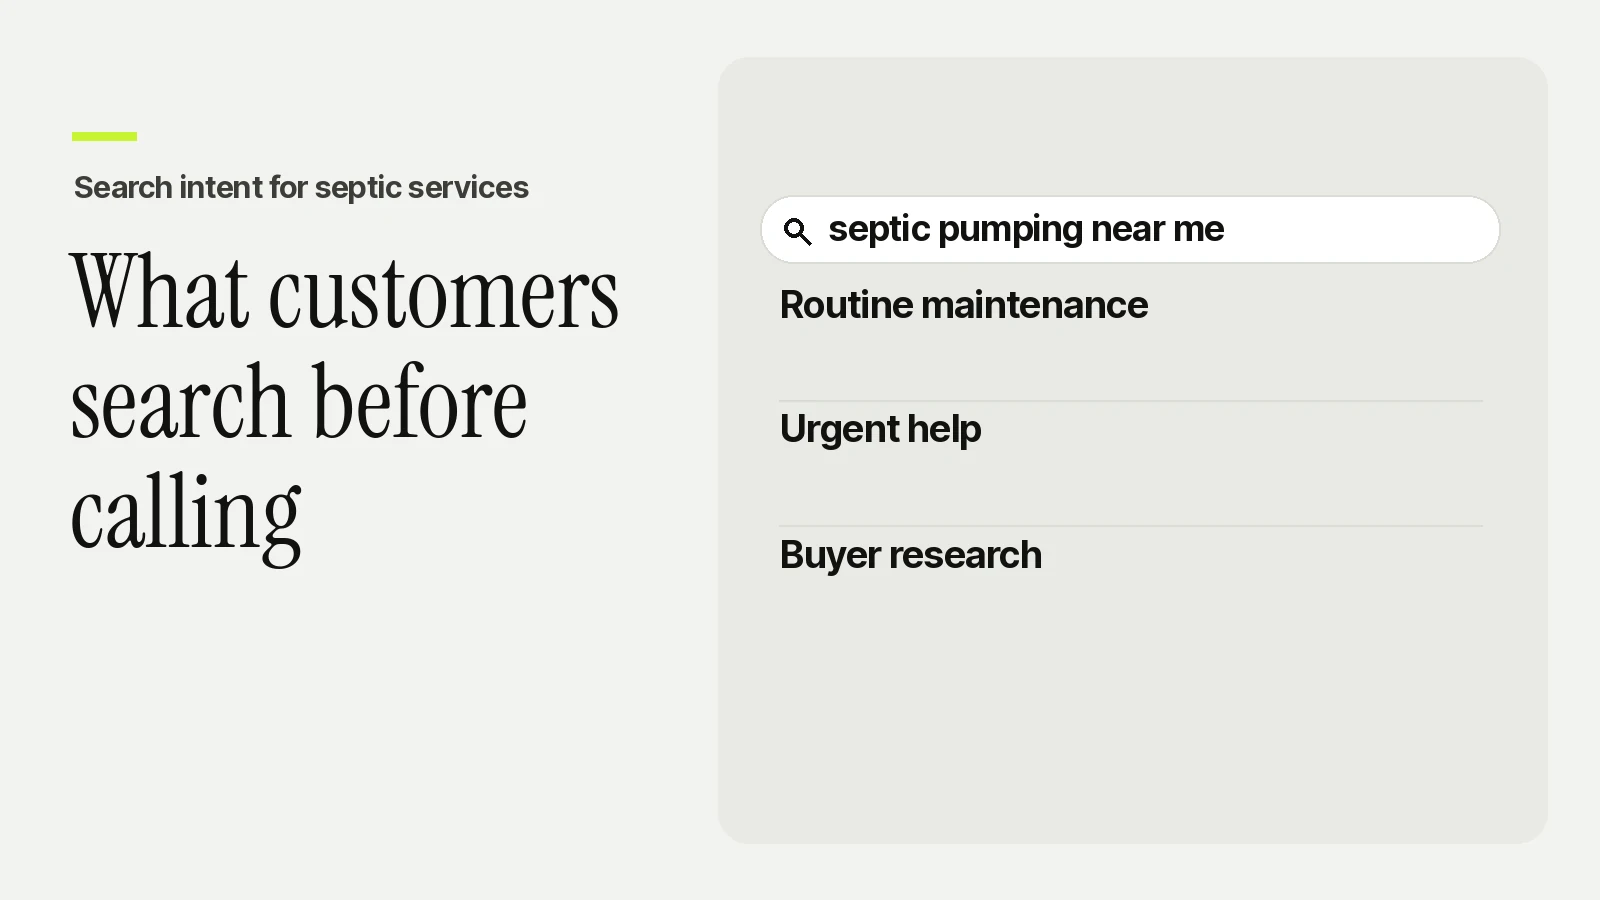 Search intent for septic services
What customers
search before
calling
septic pumping near me
Routine maintenance
Urgent help
Buyer research